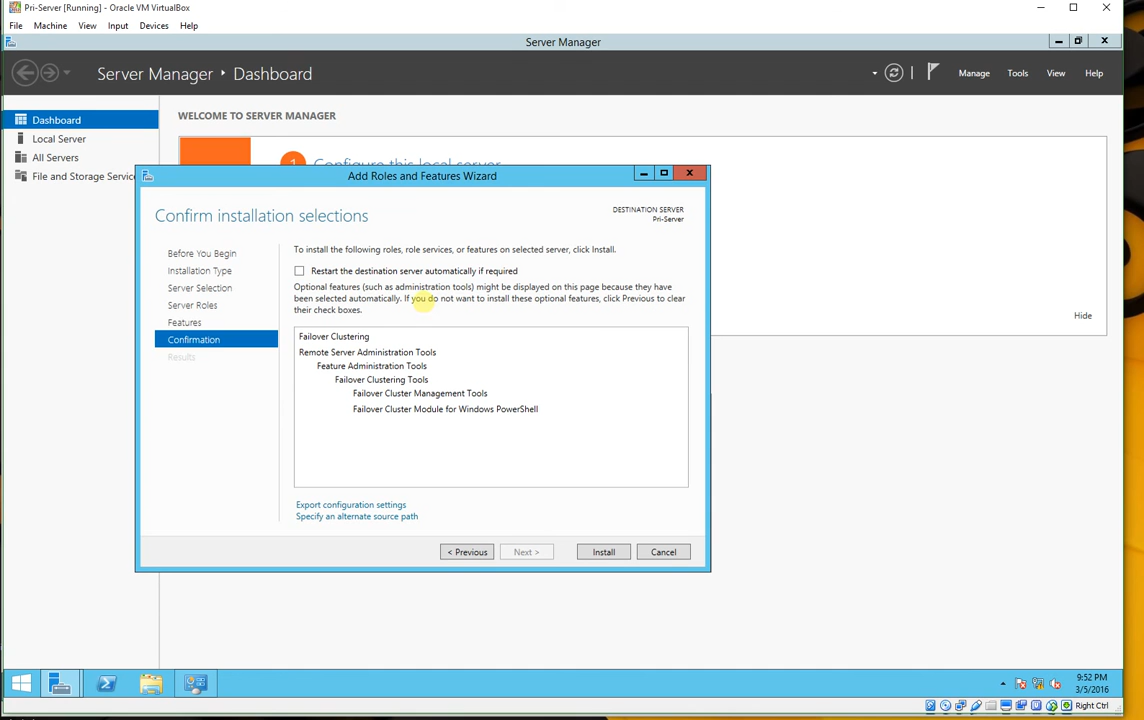 Pri-Server [Running] - Oracle VM VirtualBox
File Machine View Input Devices Help
Server Manager
Server Manager • Dashboard
Manage Tools View Help
Dashboard
Local Server
All Servers
File and Storage Service
WELCOME TO SERVER MANAGER
1 Configure this local server
Hide
Add Roles and Features Wizard
Confirm installation selections
DESTINATION SERVER
Pri-Server
Before You Begin
Installation Type
Server Selection
Server Roles
Features
Confirmation
Results
To install the following roles, role services, or features on selected server, click Install.
Restart the destination server automatically if required
Optional features (such as administration tools) might be displayed on this page because they have
been selected automatically. If you do not want to install these optional features, click Previous to clear
their check boxes.
Failover Clustering
Remote Server Administration Tools
Feature Administration Tools
Failover Clustering Tools
Failover Cluster Management Tools
Failover Cluster Module for Windows PowerShell
Export configuration settings
Specify an alternate source path
< Previous Next > Install Cancel
9:52 PM
3/5/2016
Right Ctrl